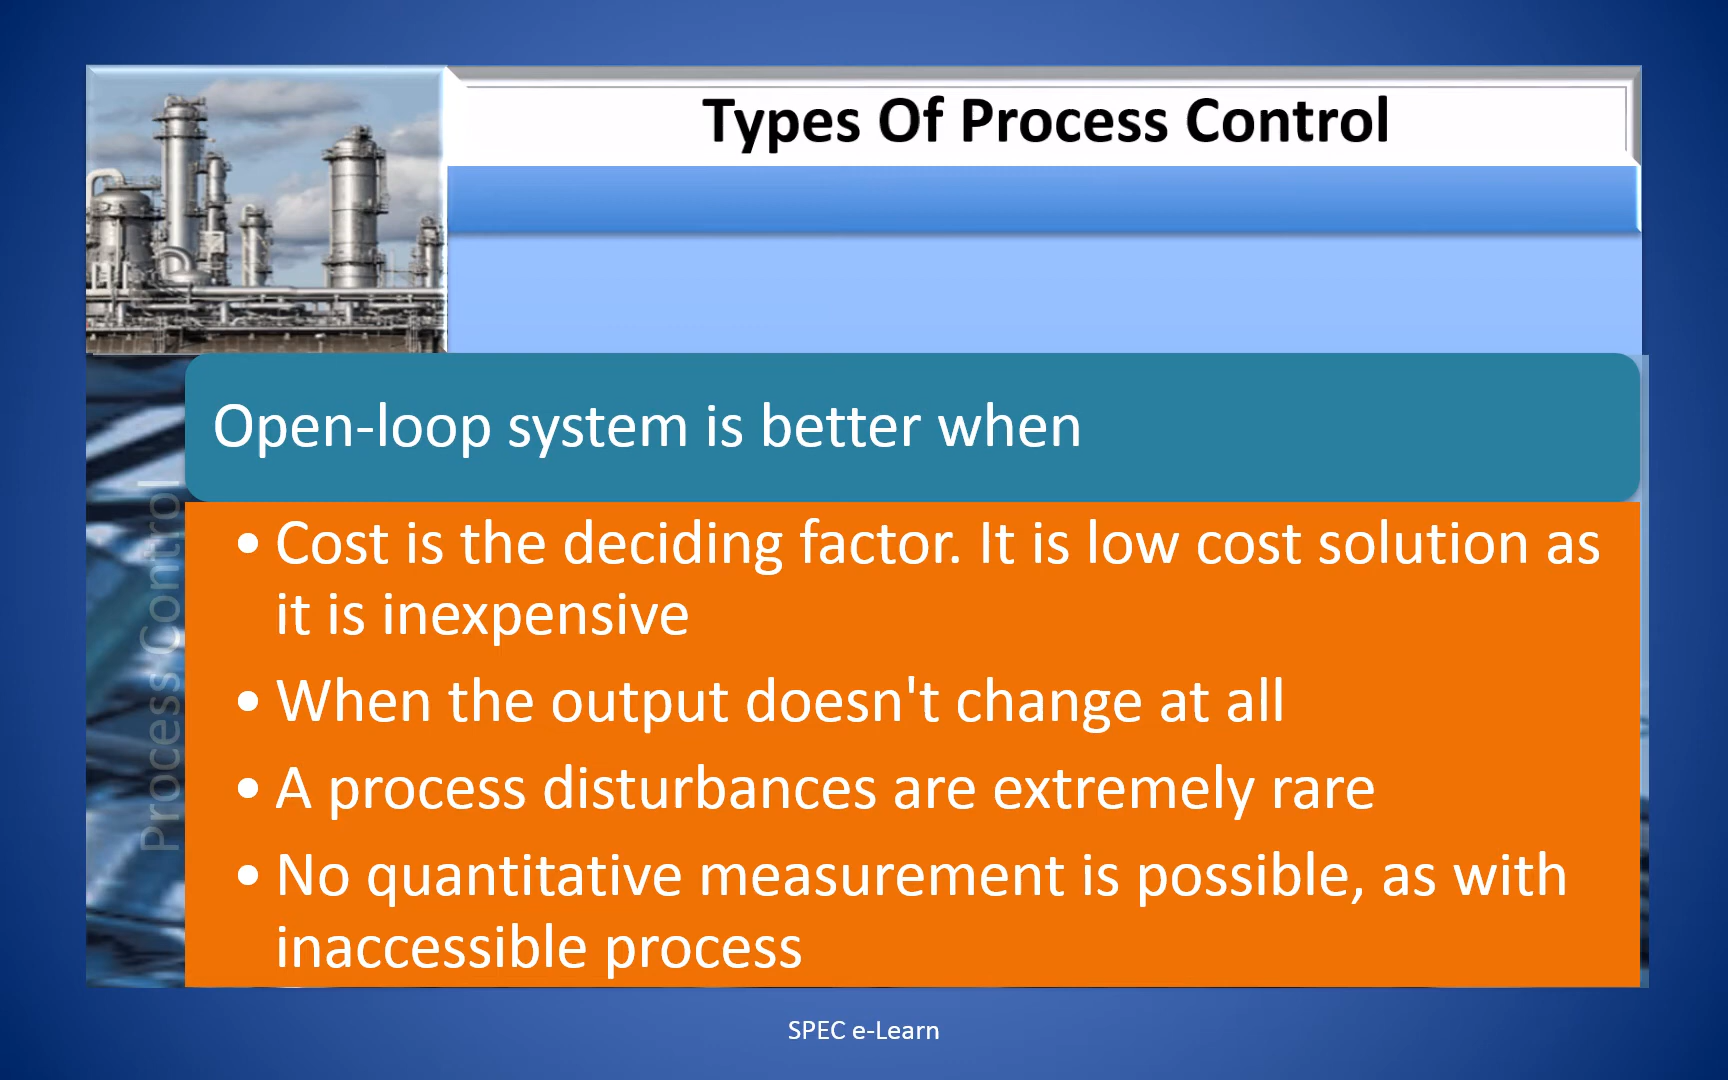 Types Of Process Control
Open-loop system is better when
• Cost is the deciding factor. It is low cost solution as
it is inexpensive
• When the output doesn't change at all
• A process disturbances are extremely rare
• No quantitative measurement is possible, as with
inaccessible process
Process Control
SPEC e-Learn